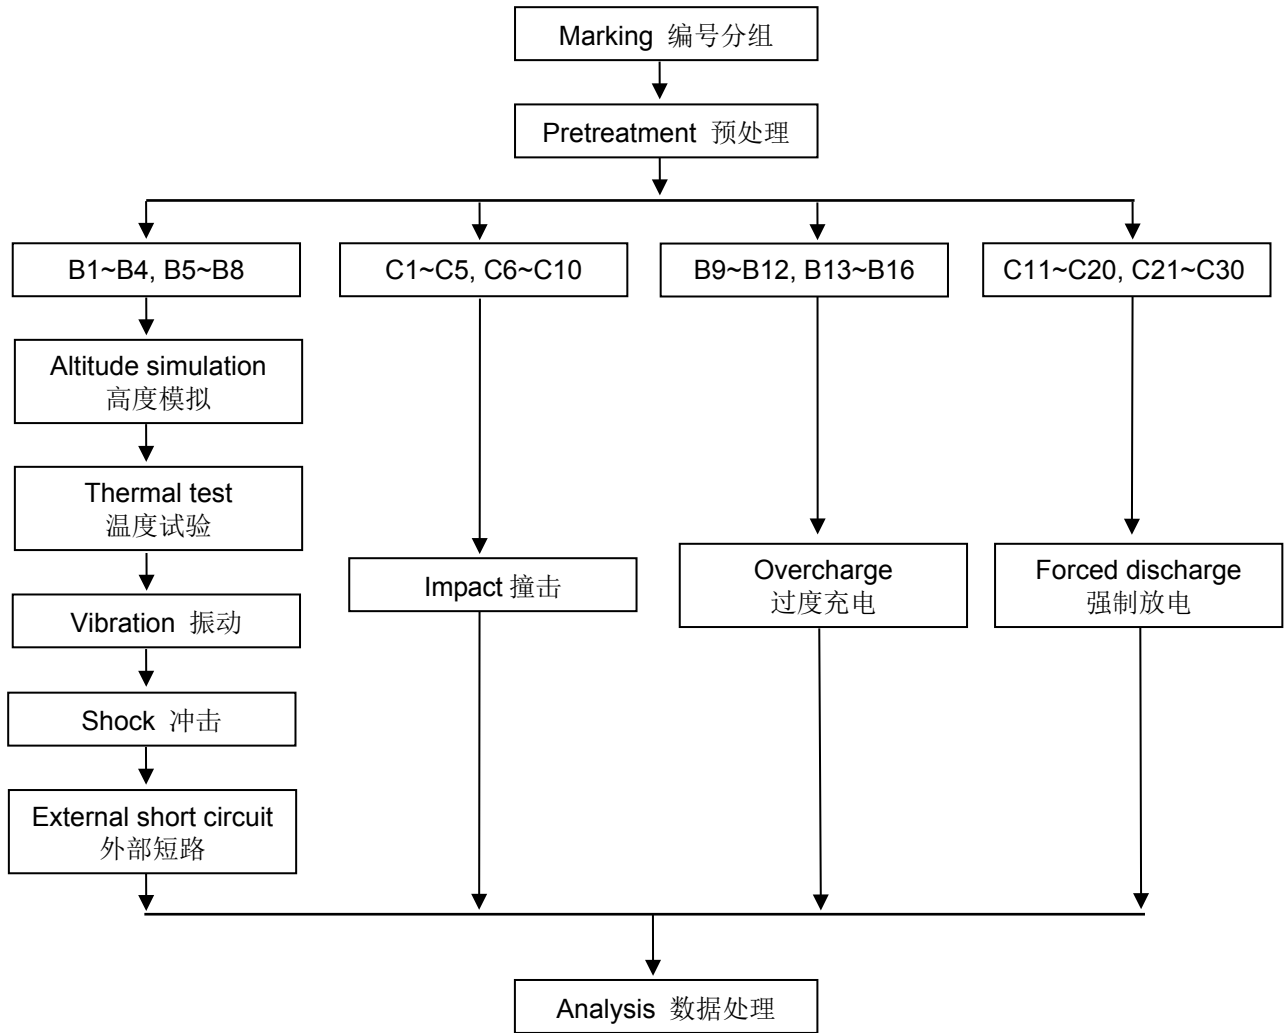 Marking 编号分组
Pretreatment 预处理
B1~B4, B5~B8
C1~C5, C6~C10
B9~B12, B13~B16
C11~C20, C21~C30
Altitude simulation
高度模拟
Thermal test
温度试验
Vibration 振动
Shock 冲击
External short circuit
外部短路
Impact 撞击
Overcharge
过度充电
Forced discharge
强制放电
Analysis 数据处理